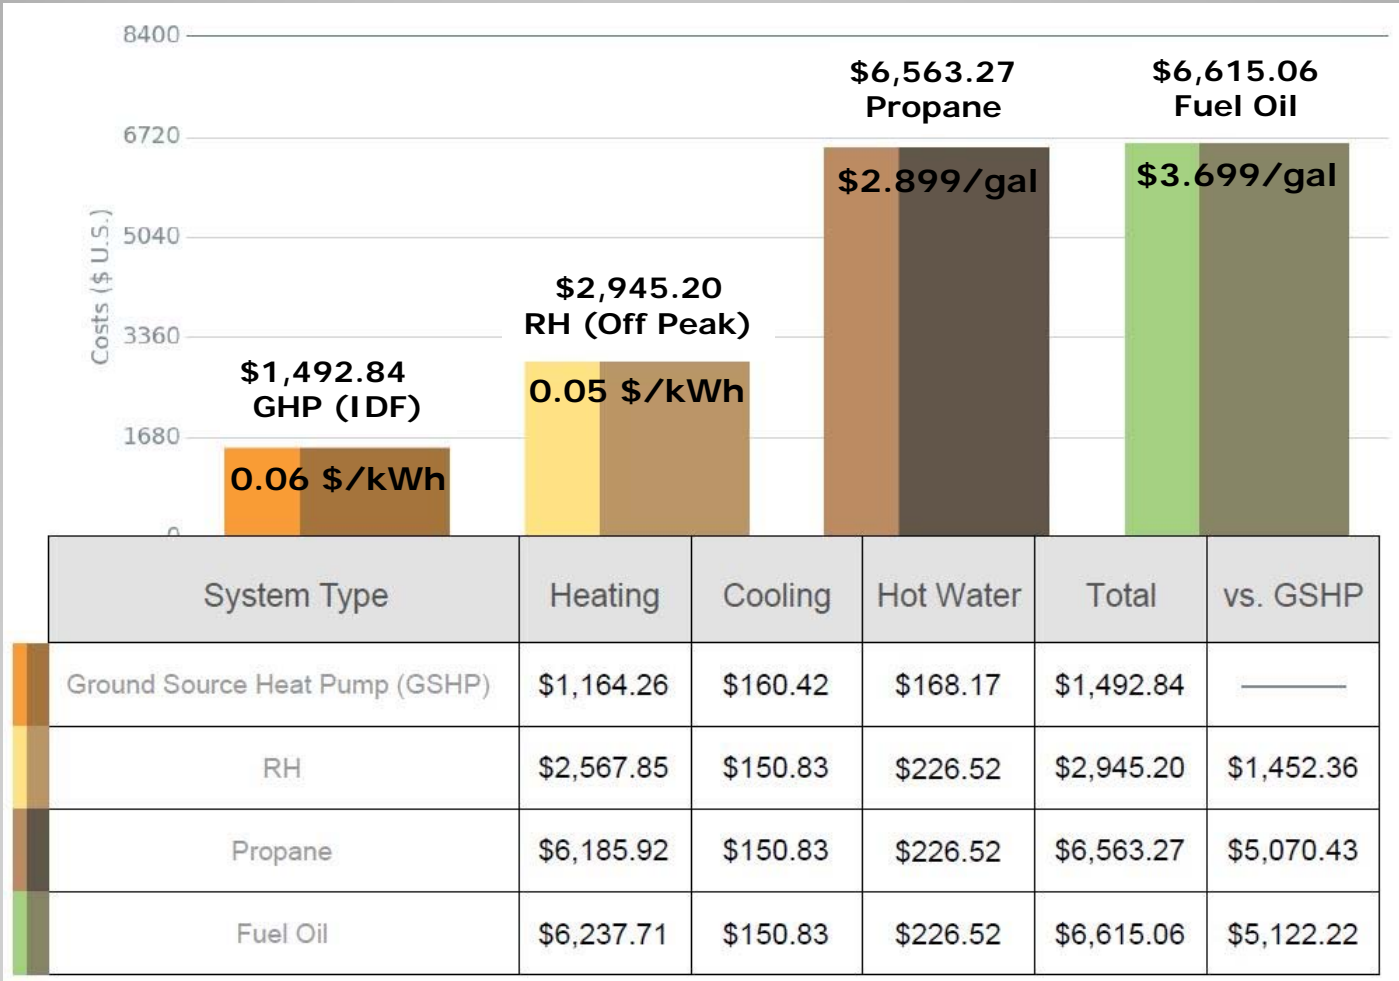 8400
$6,563.27
Propane
$6,615.06
Fuel Oil
6720
$2.899/gal
$3.699/gal
Costs ($ U.S.)
5040
$2,945.20
RH (Off Peak)
3360
$1,492.84
GHP (IDF)
0.05 $/kWh
1680
0.06 $/kWh
0
System Type Heating Cooling Hot Water Total vs. GSHP
Ground Source Heat Pump (GSHP) $1,164.26 $160.42 $168.17 $1,492.84
RH $2,567.85 $150.83 $226.52 $2,945.20 $1,452.36
Propane $6,185.92 $150.83 $226.52 $6,563.27 $5,070.43
Fuel Oil $6,237.71 $150.83 $226.52 $6,615.06 $5,122.22